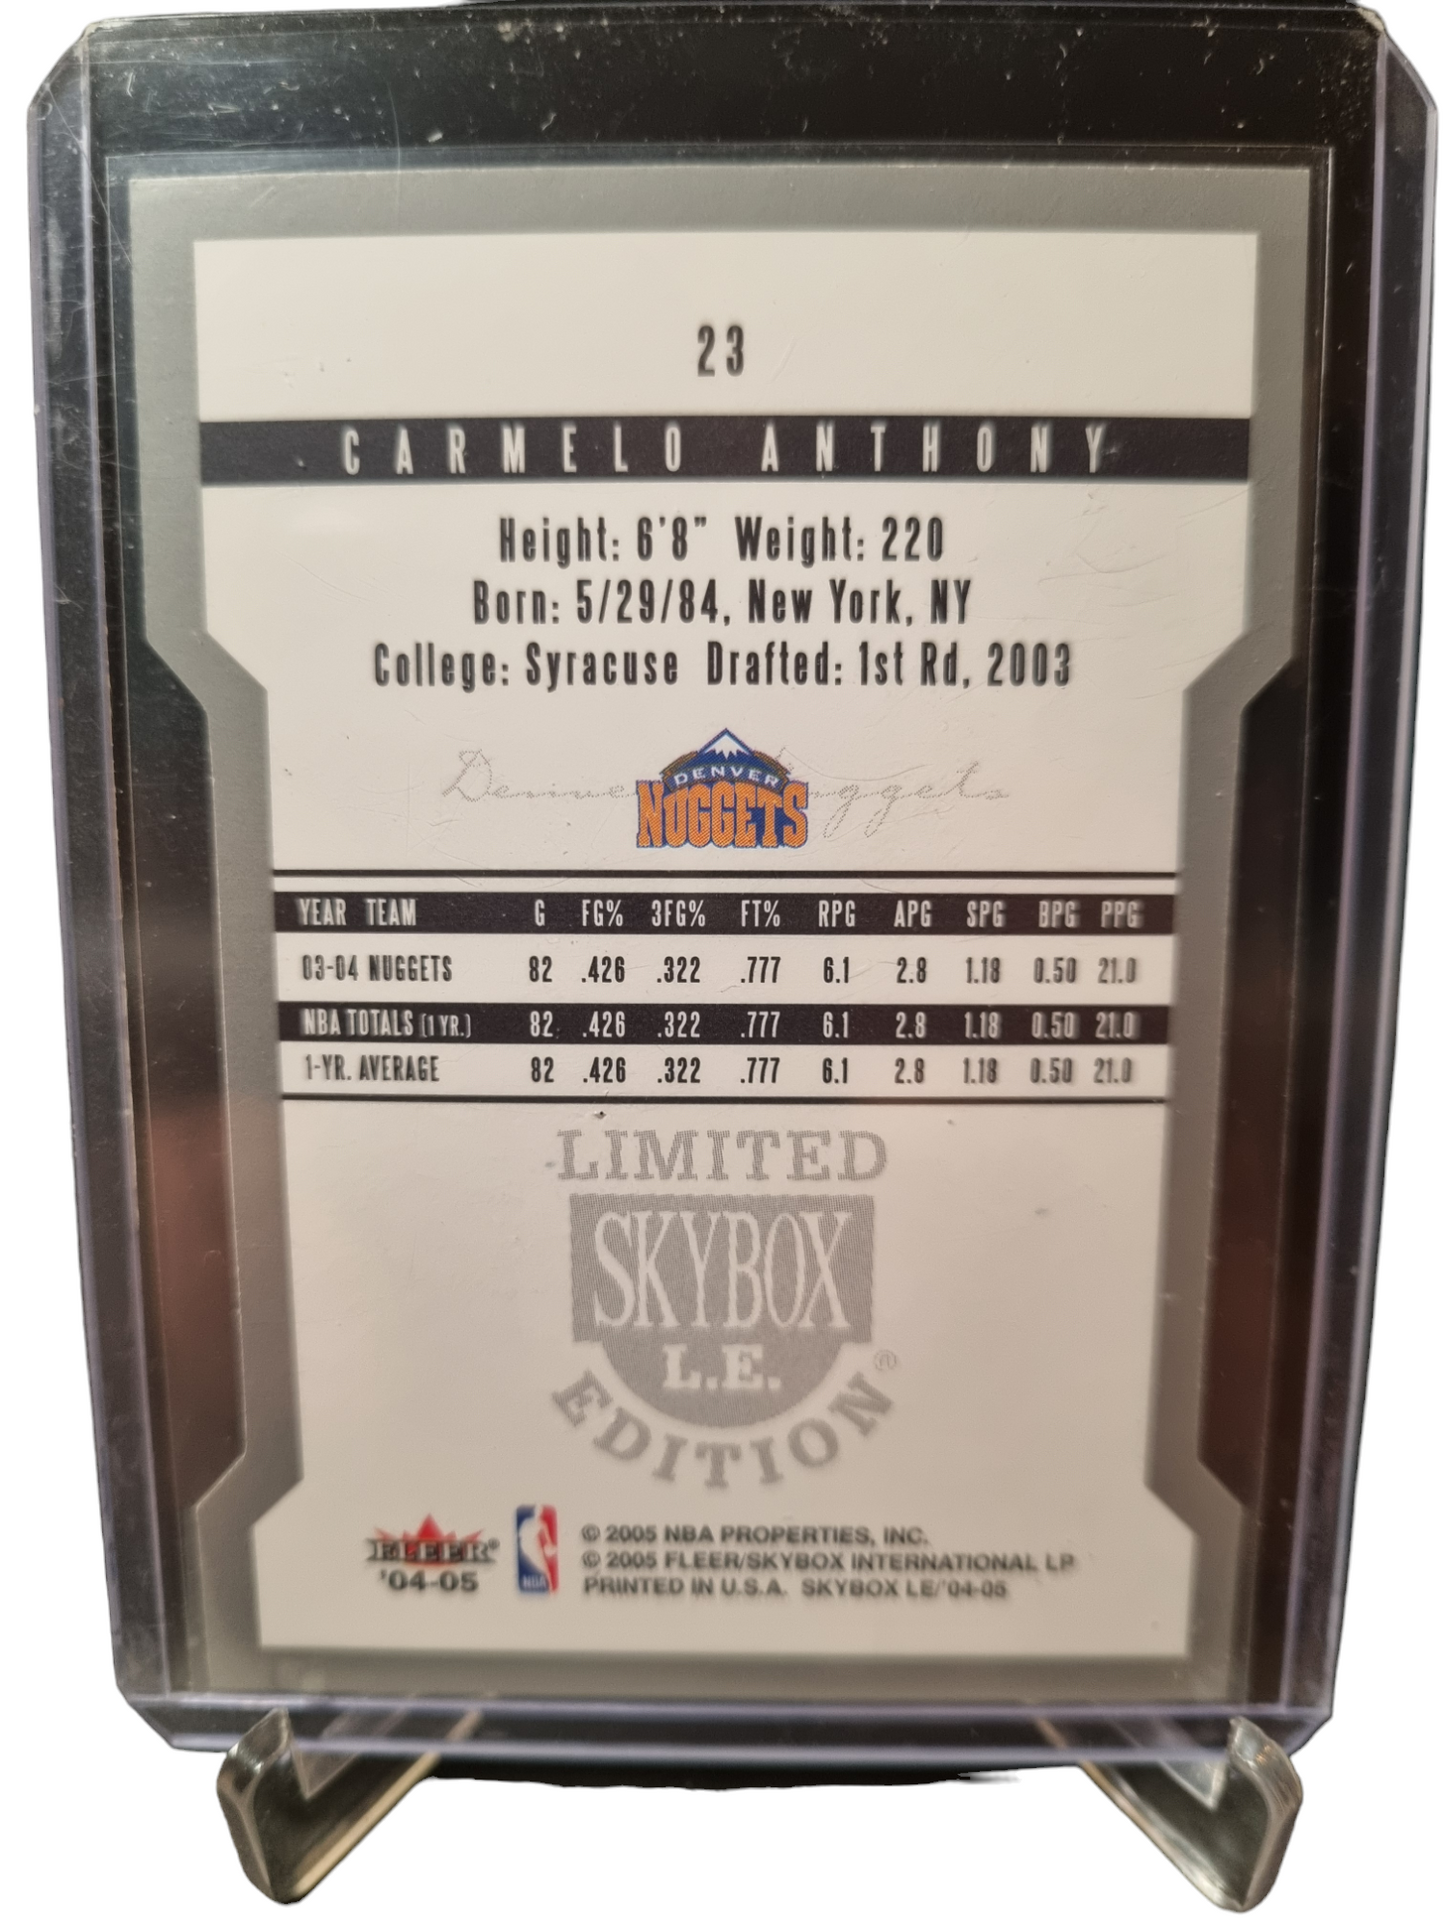 23
CARMELO ANTHONY
Height: 6'8" Weight: 220
Born: 5/29/84, New York, NY
College: Syracuse Drafted: 1st Rd, 2003
Denver Nuggets
DENVER
NUGGETS
YEAR TEAM G FG% 3FG% FT% RPG APG SPG BPG PPG
03-04 NUGGETS 82 .426 .322 .777 6.1 2.8 1.18 0.50 21.0
NBA TOTALS (1 YR.) 82 .426 .322 .777 6.1 2.8 1.18 0.50 21.0
1-YR. AVERAGE 82 .426 .322 .777 6.1 2.8 1.18 0.50 21.0
LIMITED
SKYBOX
L.E.
EDITION®
FLEER®
'04-05
NBA
© 2005 NBA PROPERTIES, INC.
© 2005 FLEER/SKYBOX INTERNATIONAL LP
PRINTED IN U.S.A. SKYBOX LE/'04-05